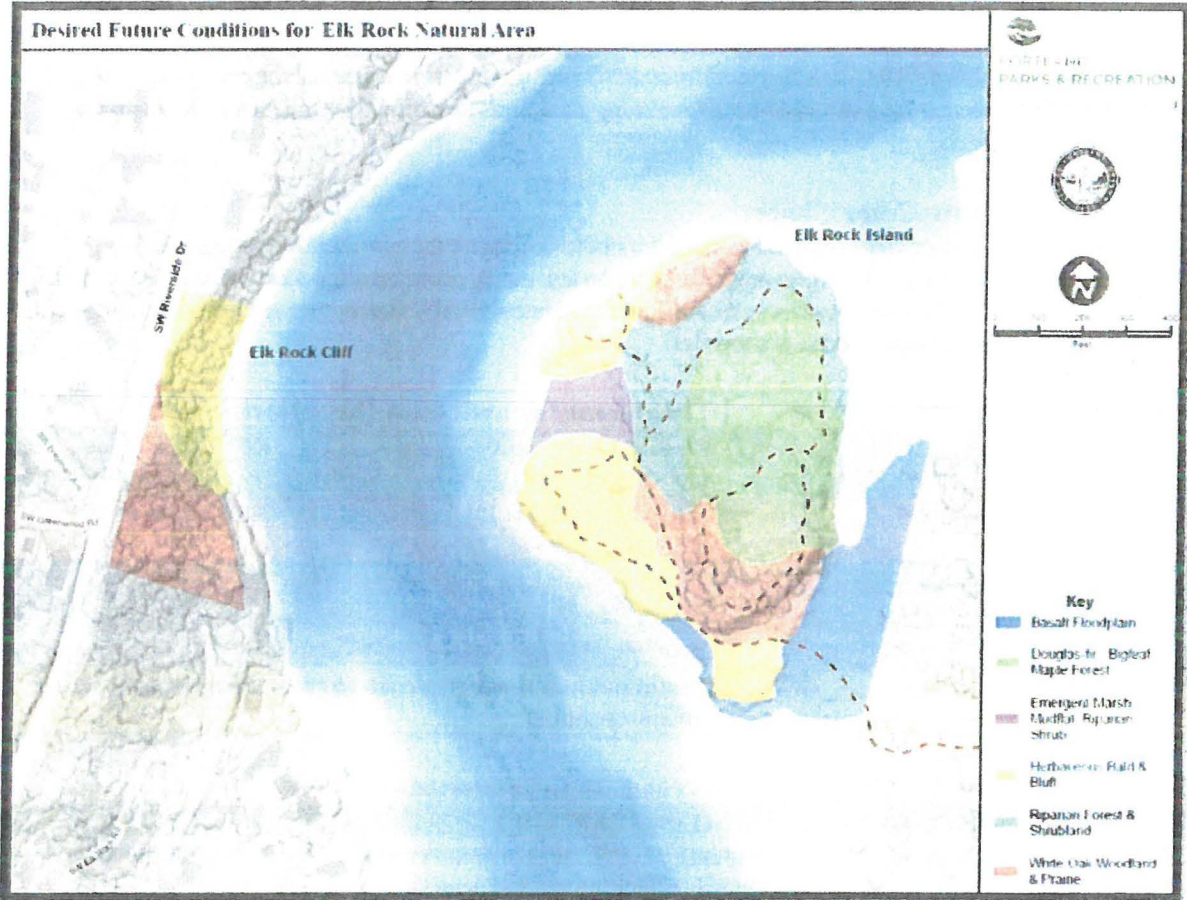 Desired Future Conditions for Elk Rock Natural Area
PARKS & RECREATION
Elk Rock Island
SW Riverside Dr
Elk Rock Cliff
N
Feet
Key
Basalt Floodplain
Douglas-fir Bigleaf
Maple Forest
Emergent Marsh
Mudflat Riparian
Shrub
Herbaceous Bald &
Bluff
Riparian Forest &
Shrubland
White Oak Woodland
& Prairie